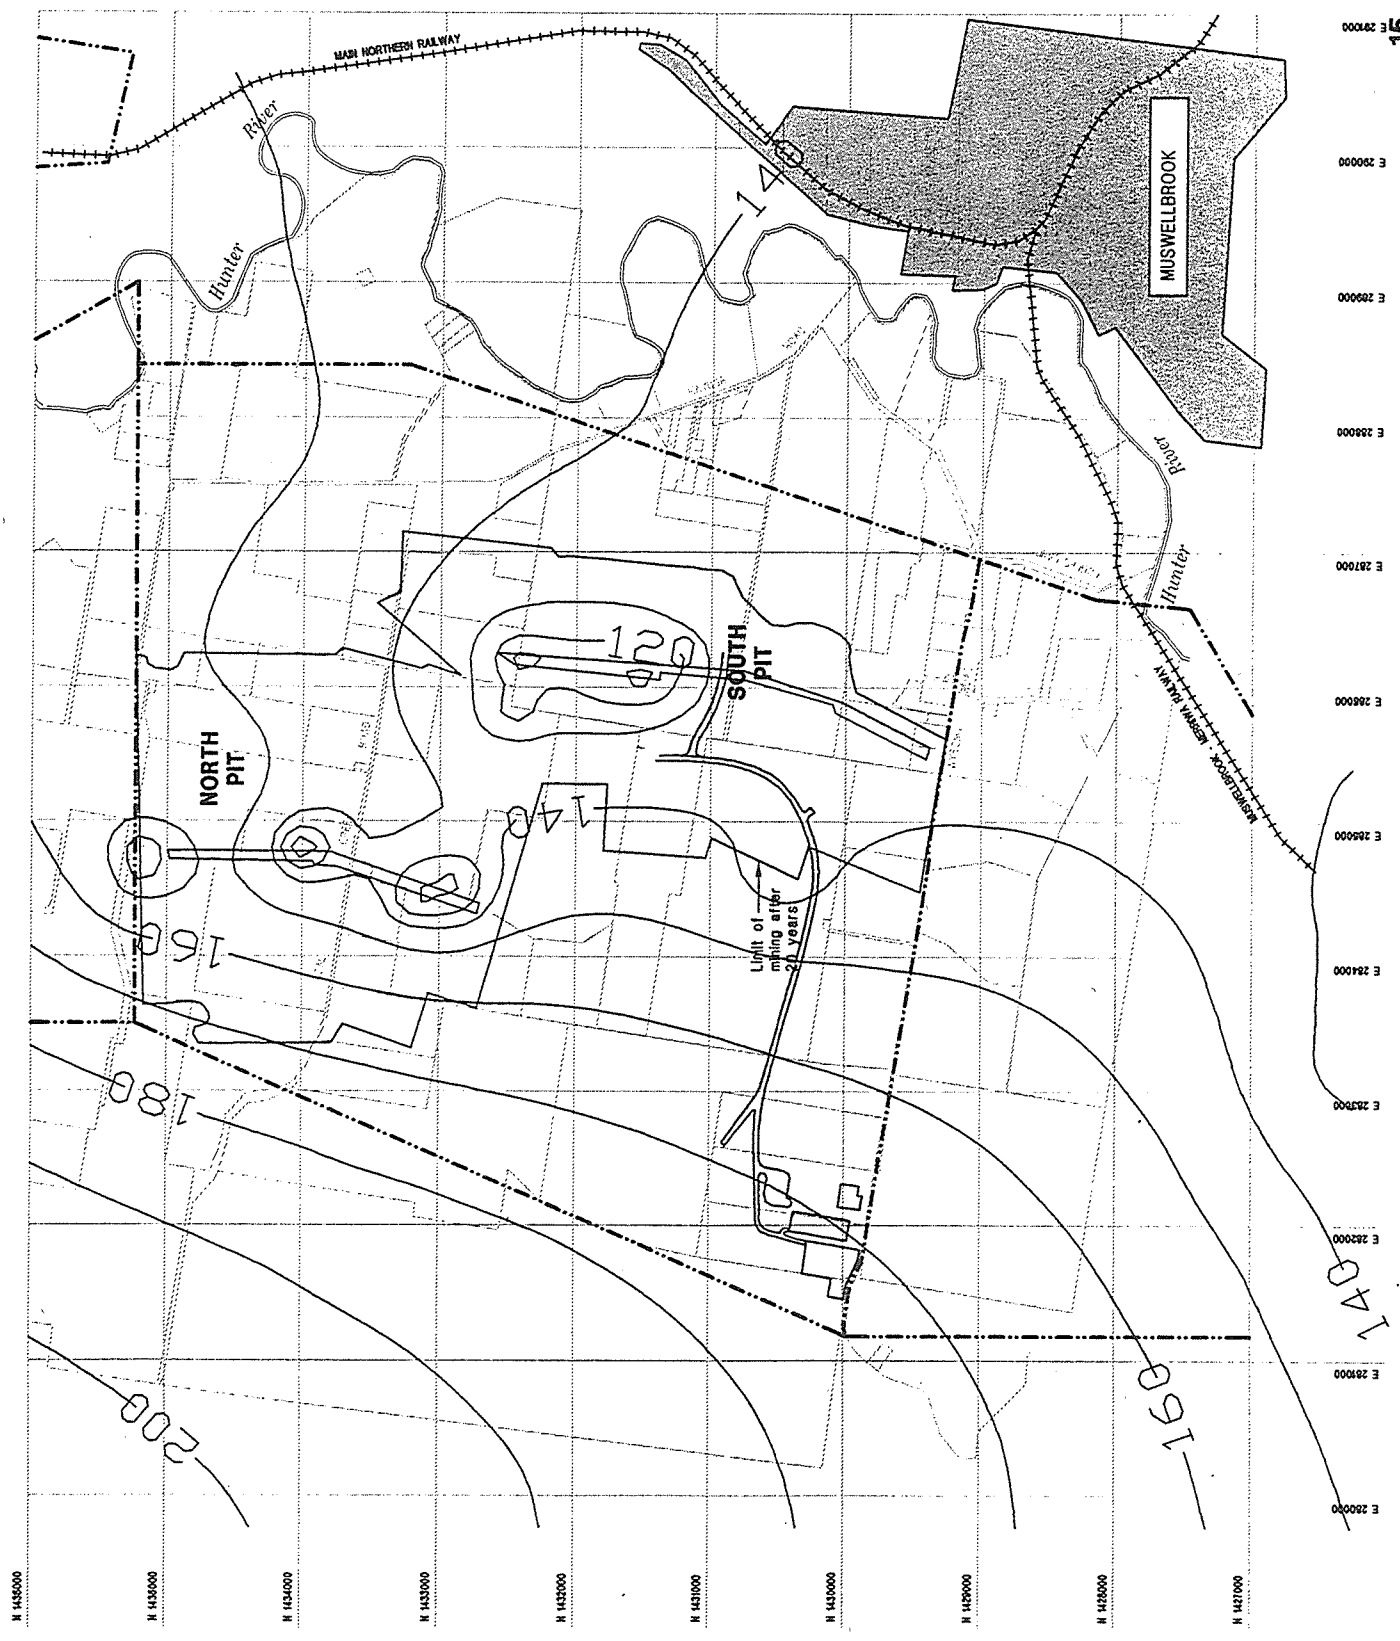 MAIN NORTHERN RAILWAY
River
Hunter
MUSWELLBROOK
140
River
Hunter
MUSWELLBROOK - MERRIWA RAILWAY
120
SOUTH
PIT
NORTH
PIT
140
Limit of
mining after
20 years
160
180
200
160
140
E 291000
E 290000
E 289000
E 288000
E 287000
E 286000
E 285000
E 284000
E 283000
E 282000
E 281000
E 280000
N 1436000
N 1435000
N 1434000
N 1433000
N 1432000
N 1431000
N 1430000
N 1429000
N 1428000
N 1427000